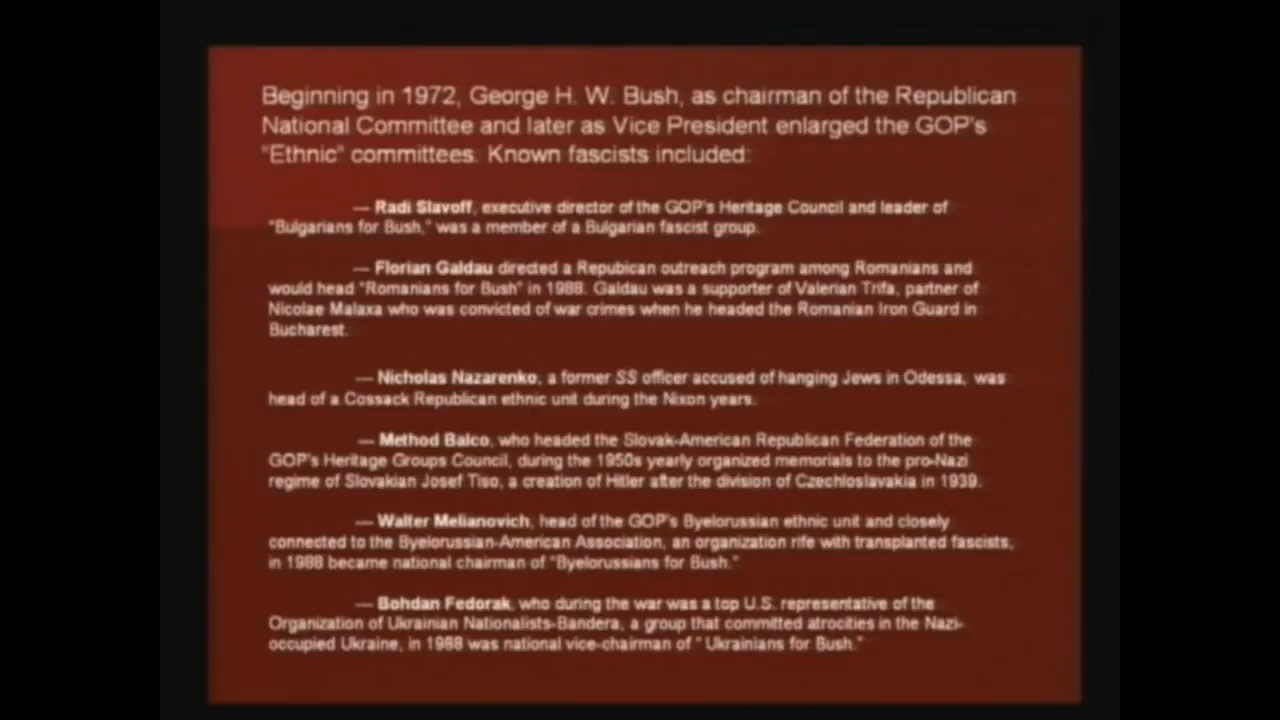 Beginning in 1972, George H. W. Bush, as chairman of the Republican
National Committee and later as Vice President enlarged the GOP's
"Ethnic" committees. Known fascists included:
— Radi Slavoff, executive director of the GOP's Heritage Council and leader of
"Bulgarians for Bush," was a member of a Bulgarian fascist group.
— Florian Galdau directed a Repubican outreach program among Romanians and
would head "Romanians for Bush" in 1988. Galdau was a supporter of Valerian Trifa, partner of
Nicolae Malaxa who was convicted of war crimes when he headed the Romanian Iron Guard in
Bucharest.
— Nicholas Nazarenko, a former SS officer accused of hanging Jews in Odessa, was
head of a Cossack Republican ethnic unit during the Nixon years.
— Method Balco, who headed the Slovak-American Republican Federation of the
GOP's Heritage Groups Council, during the 1950s yearly organized memorials to the pro-Nazi
regime of Slovakian Josef Tiso, a creation of Hitler after the division of Czechloslavakia in 1939.
— Walter Melianovich, head of the GOP's Byelorussian ethnic unit and closely
connected to the Byelorussian-American Association, an organization rife with transplanted fascists,
in 1988 became national chairman of "Byelorussians for Bush."
— Bohdan Fedorak, who during the war was a top U.S. representative of the
Organization of Ukrainian Nationalists-Bandera, a group that committed atrocities in the Nazi-
occupied Ukraine, in 1988 was national vice-chairman of " Ukrainians for Bush."